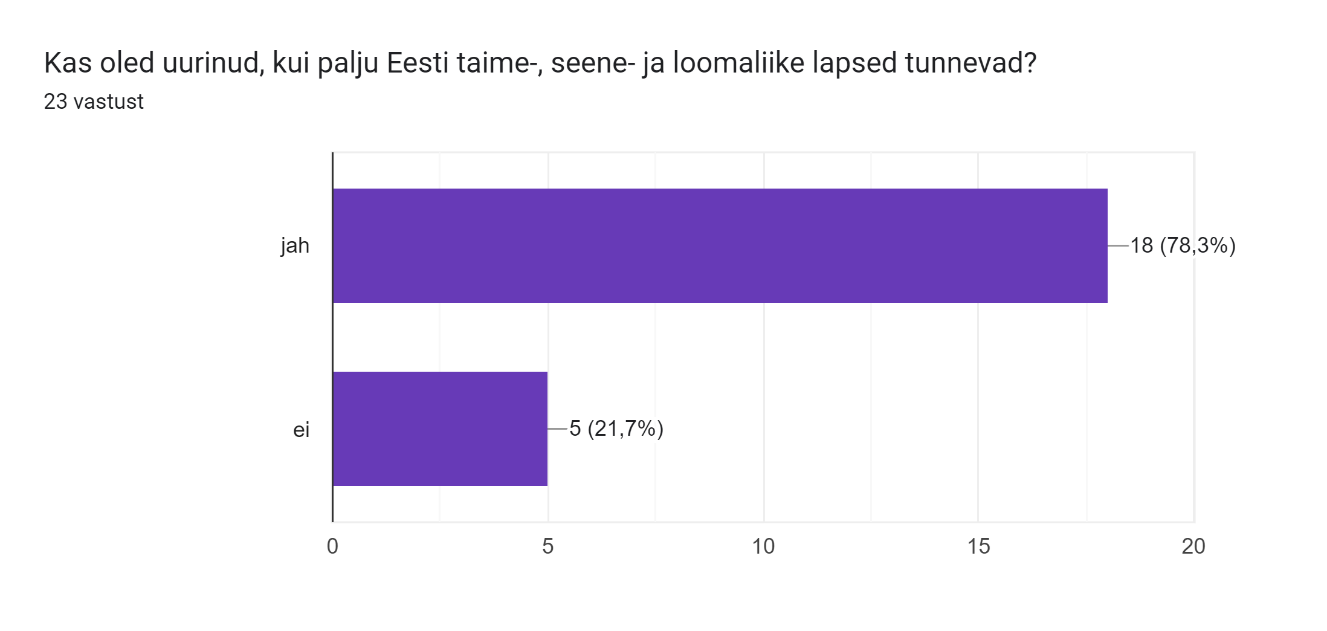 Kas oled uurinud, kui palju Eesti taime-, seene- ja loomaliike lapsed tunnevad?
23 vastust
jah
18 (78,3%)
ei
5 (21,7%)
0 5 10 15 20